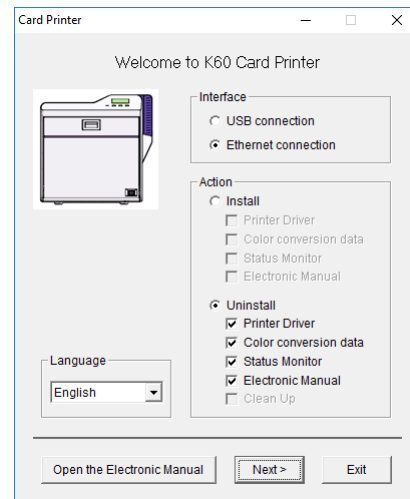 Card Printer
Welcome to K60 Card Printer
Interface
USB connection
Ethernet connection
Action
Install
Printer Driver
Color conversion data
Status Monitor
Electronic Manual
Uninstall
Printer Driver
Color conversion data
Status Monitor
Electronic Manual
Clean Up
Language
English
Open the Electronic Manual
Next >
Exit